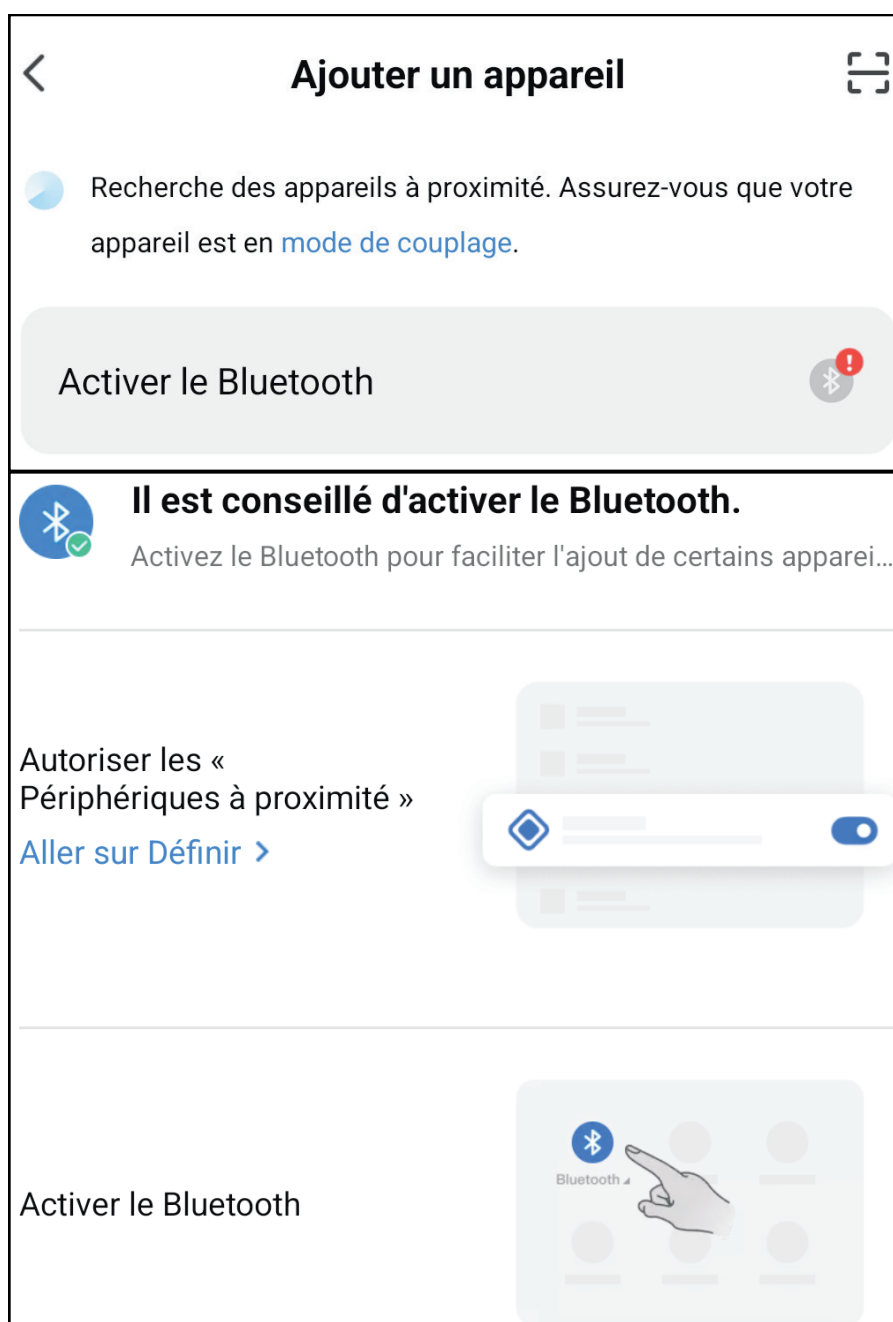 Ajouter un appareil
Recherche des appareils à proximité. Assurez-vous que votre
appareil est en mode de couplage.
Activer le Bluetooth
Il est conseillé d'activer le Bluetooth.
Activez le Bluetooth pour faciliter l'ajout de certains apparei...
Autoriser les «
Périphériques à proximité »
Aller sur Définir >
Bluetooth
Activer le Bluetooth